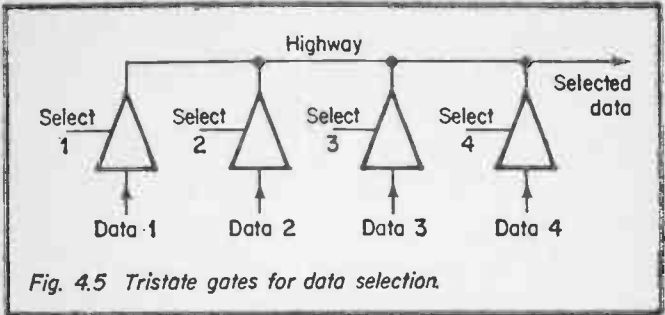 Highway
Selected
data
Select
1
Select
2
Select
3
Select
4
Data 1
Data 2
Data 3
Data 4
Fig. 4.5 Tristate gates for data selection.